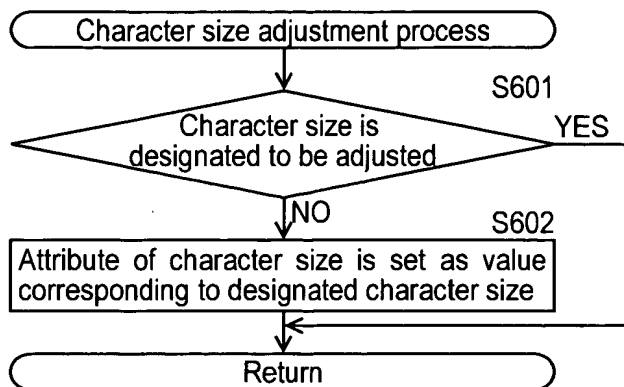 Character size adjustment process
S601
Character size is
designated to be adjusted
YES
NO
S602
Attribute of character size is set as value
corresponding to designated character size
Return